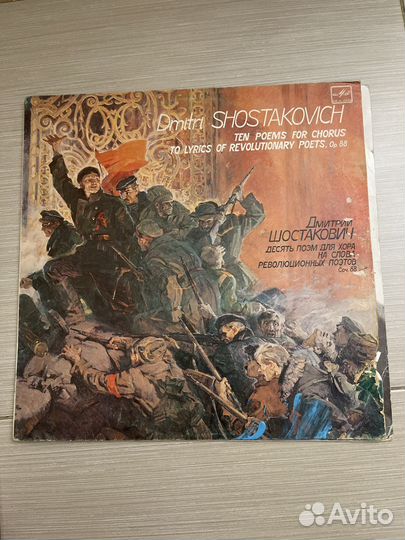 Dmitri SHOSTAKOVICH
TEN POEMS FOR CHORUS
TO LYRICS OF REVOLUTIONARY POETS, Op. 88
Дмитрий
ШОСТАКОВИЧ
ДЕСЯТЬ ПОЭМ ДЛЯ ХОРА
НА СЛОВА
РЕВОЛЮЦИОННЫХ ПОЭТОВ
Соч. 88
Avito